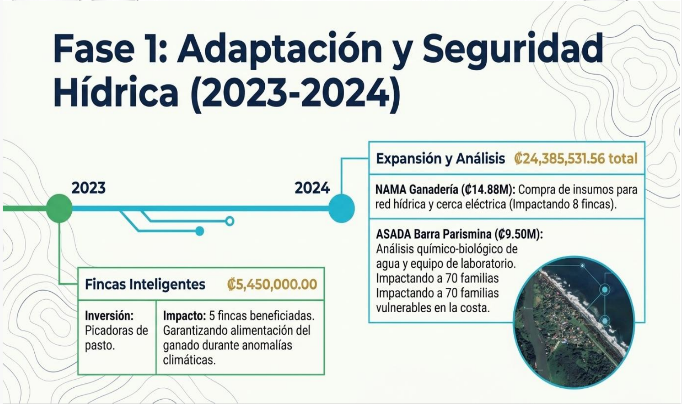 Fase 1: Adaptación y Seguridad
Hídrica (2023-2024)
2023
2024
Fincas Inteligentes ₡5,450,000.00
Inversión:
Picadoras de
pasto.
Impacto: 5 fincas beneficiadas.
Garantizando alimentación del
ganado durante anomalías
climáticas.
Expansión y Análisis ₡24,385,531.56 total
NAMA Ganadería (₡14.88M): Compra de insumos para
red hídrica y cerca eléctrica (Impactando 8 fincas).
ASADA Barra Parismina (₡9.50M):
Análisis químico-biológico de
agua y equipo de laboratorio.
Impactando a 70 familias
Impactando a 70 familias
vulnerables en la costa.